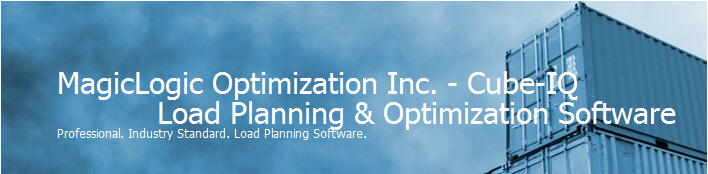 MagicLogic Optimization Inc. - Cube-IQ
Load Planning & Optimization Software
Professional. Industry Standard. Load Planning Software.